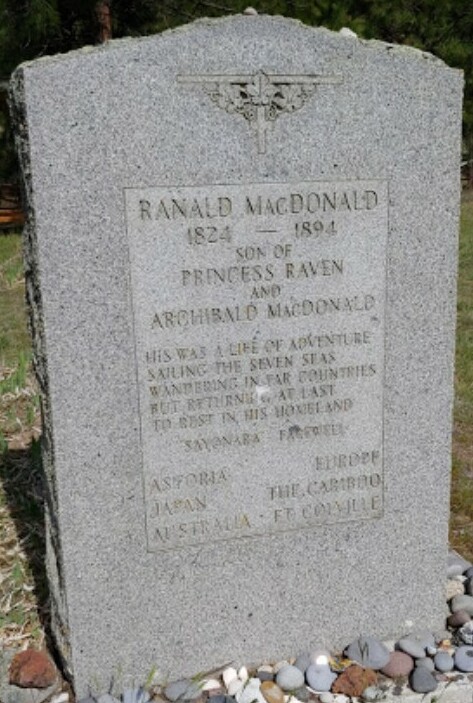 RANALD MACDONALD
1824 — 1894
SON OF
PRINCESS RAVEN
AND
ARCHIBALD MACDONALD
HIS WAS A LIFE OF ADVENTURE
SAILING THE SEVEN SEAS
WANDERING IN FAR COUNTRIES
BUT RETURNING AT LAST
TO REST IN HIS HOMELAND
SAYONARA FAREWELL
ASTORIA EUROPE
JAPAN THE CARIBOO
AUSTRALIA FT. COLVILLE